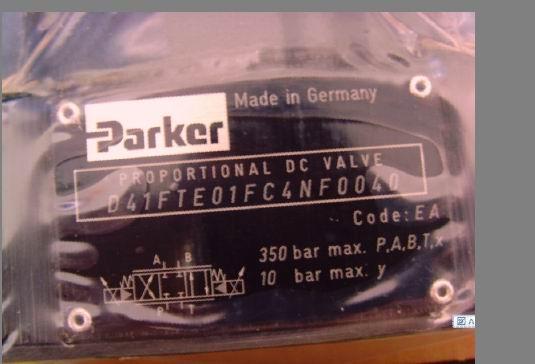 Made in Germany
Parker
PROPORTIONAL DC VALVE
D41FTE01FC4NF0040
Code: EA
A B
350 bar max. P,A,B,T,x
10 bar max. y
P T